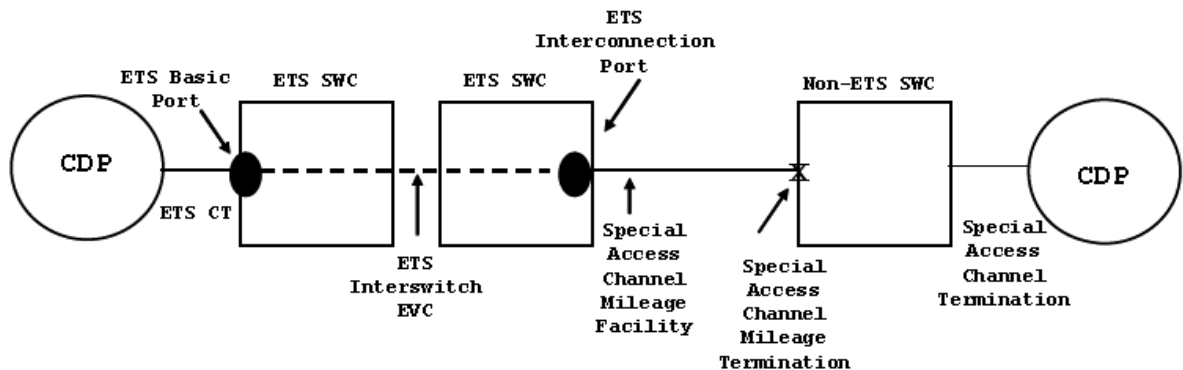 ETS
Interconnection
Port
ETS Basic
Port
ETS SWC
ETS SWC
Non-ETS SWC
CDP
CDP
ETS CT
ETS
Interswitch
EVC
Special
Access
Channel
Mileage
Facility
Special
Access
Channel
Mileage
Termination
Special
Access
Channel
Termination